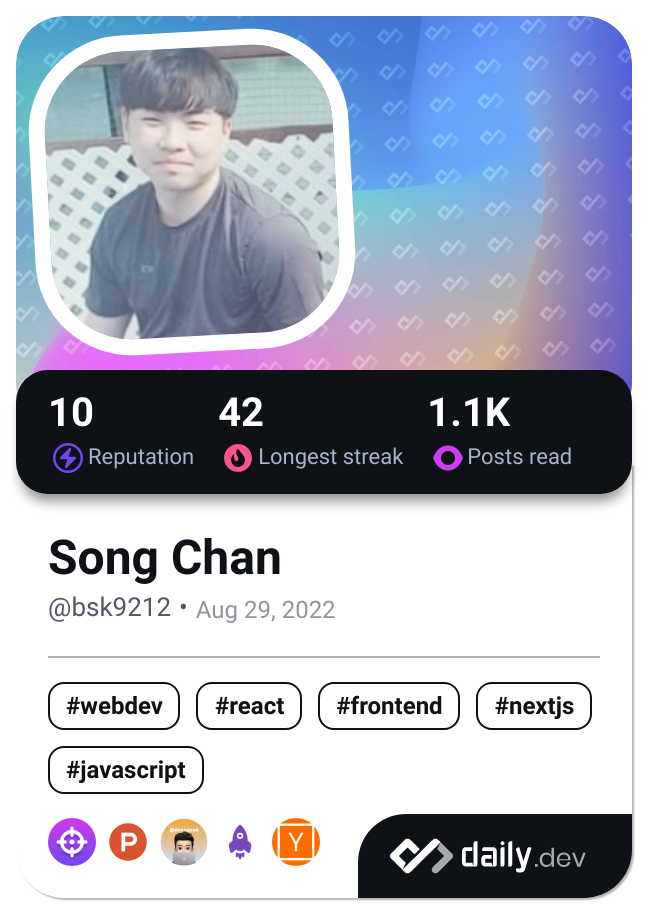 10 42 1.1K
Reputation Longest streak Posts read
Song Chan
@bsk9212 • Aug 29, 2022
#webdev #react #frontend #nextjs
#javascript
P Y
daily.dev